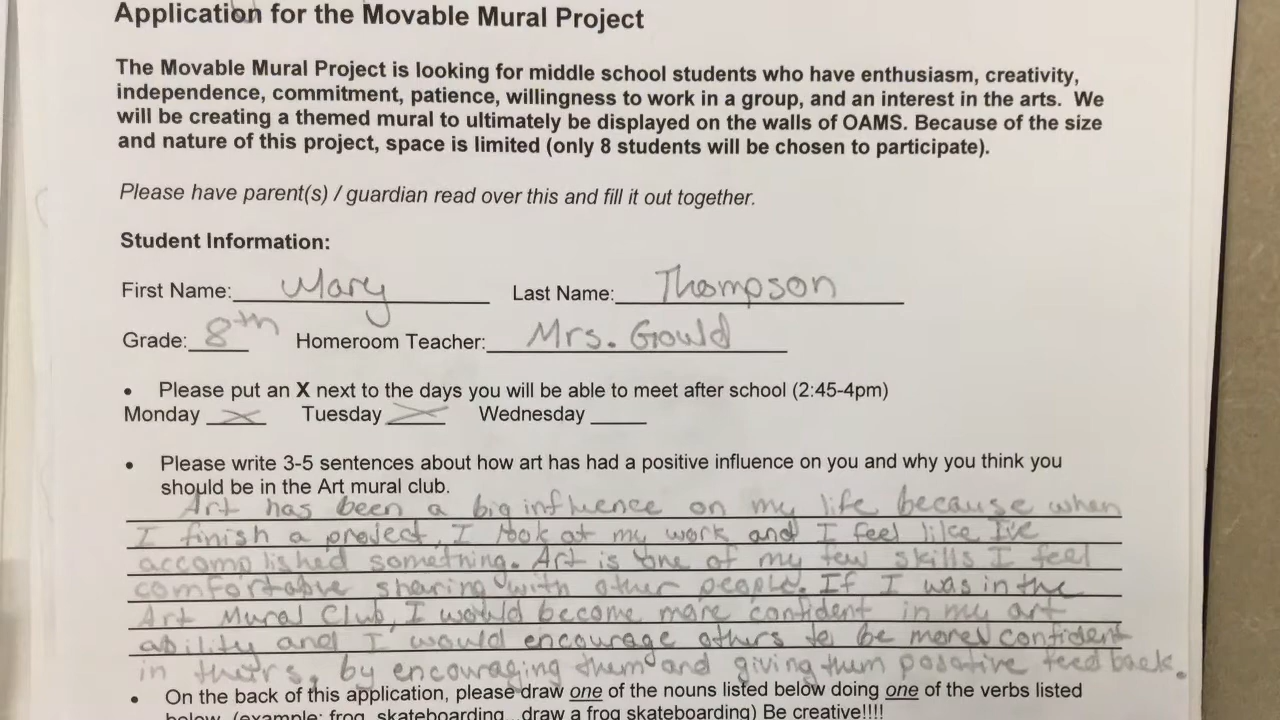 Application for the Movable Mural Project
The Movable Mural Project is looking for middle school students who have enthusiasm, creativity,
independence, commitment, patience, willingness to work in a group, and an interest in the arts. We
will be creating a themed mural to ultimately be displayed on the walls of OAMS. Because of the size
and nature of this project, space is limited (only 8 students will be chosen to participate).
Please have parent(s) / guardian read over this and fill it out together.
Student Information:
First Name: Mary Last Name: Thompson
Grade: 8th Homeroom Teacher: Mrs. Gould
• Please put an X next to the days you will be able to meet after school (2:45-4pm)
Monday X Tuesday X Wednesday ____
• Please write 3-5 sentences about how art has had a positive influence on you and why you think you
should be in the Art mural club.
Art has been a big influence on my life because when
I finish a project, I look at my work and I feel like I've
accomplished something. Art is one of my few skills I feel
comfortable sharing with other people. If I was in the
Art Mural Club, I would become more confident in my art
ability and I would encourage others to be more confident
in theirs, by encouraging them and giving them posative feed back.
• On the back of this application, please draw one of the nouns listed below doing one of the verbs listed
below. (example: frog, skateboarding...draw a frog skateboarding) Be creative!!!!